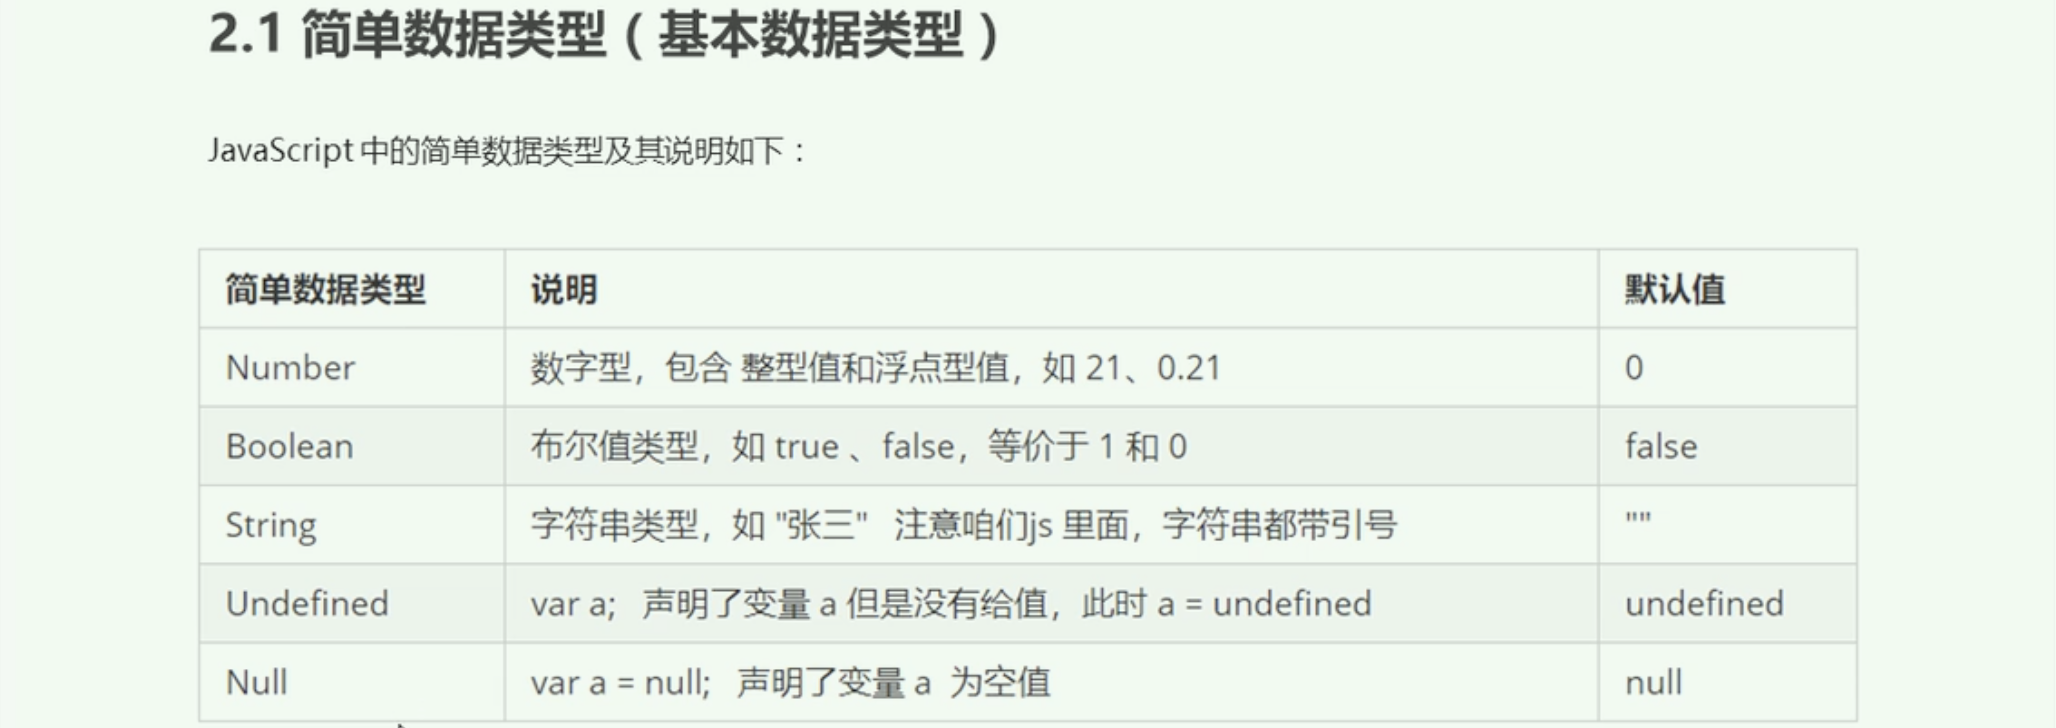 2.1 简单数据类型（基本数据类型）
JavaScript 中的简单数据类型及其说明如下：
简单数据类型 说明 默认值
Number 数字型，包含 整型值和浮点型值，如 21、0.21 0
Boolean 布尔值类型，如 true 、false，等价于 1 和 0 false
String 字符串类型，如 "张三" 注意咱们js 里面，字符串都带引号 ""
Undefined var a; 声明了变量 a 但是没有给值，此时 a = undefined undefined
Null var a = null; 声明了变量 a 为空值 null